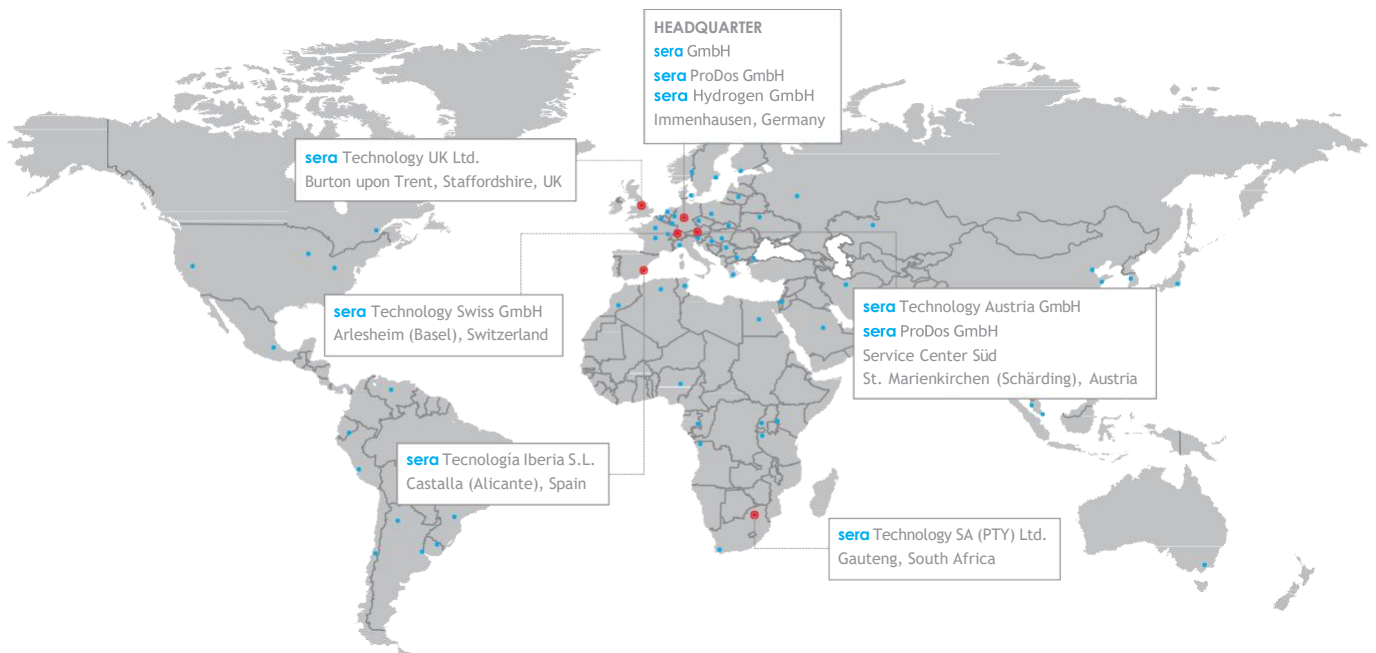 HEADQUARTER
sera GmbH
sera ProDos GmbH
sera Hydrogen GmbH
Immenhausen, Germany
sera Technology UK Ltd.
Burton upon Trent, Staffordshire, UK
sera Technology Swiss GmbH
Arlesheim (Basel), Switzerland
sera Technology Austria GmbH
sera ProDos GmbH
Service Center Süd
St. Marienkirchen (Schärding), Austria
sera Tecnología Iberia S.L.
Castalla (Alicante), Spain
sera Technology SA (PTY) Ltd.
Gauteng, South Africa